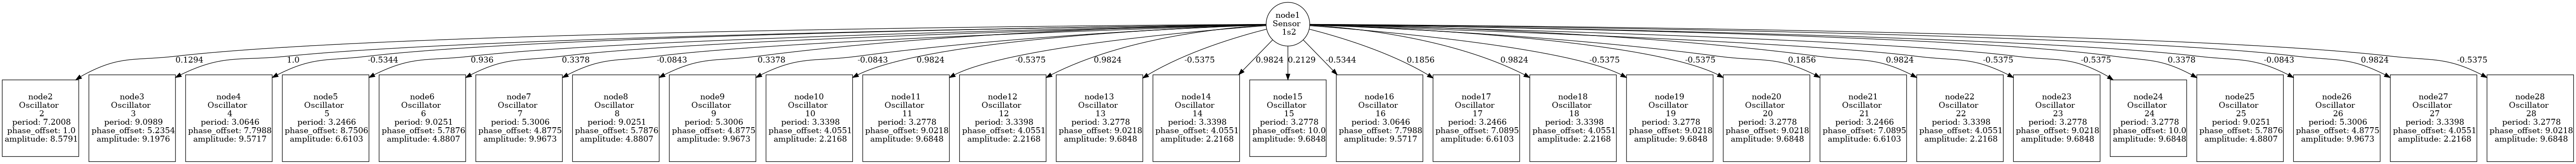 node1
Sensor
1s2
0.1294
1.0
-0.5344
0.936
0.3378
-0.0843
0.3378
-0.0843
0.9824
-0.5375
0.9824
-0.5375
0.9824
0.2129
-0.5344
0.1856
0.9824
-0.5375
-0.5375
0.1856
0.9824
-0.5375
-0.5375
0.3378
-0.0843
0.9824
-0.5375
node2
Oscillator
2
period: 7.2008
phase_offset: 1.0
amplitude: 8.5791
node3
Oscillator
3
period: 9.0989
phase_offset: 5.2354
amplitude: 9.1976
node4
Oscillator
4
period: 3.0646
phase_offset: 7.7988
amplitude: 9.5717
node5
Oscillator
5
period: 3.2466
phase_offset: 8.7506
amplitude: 6.6103
node6
Oscillator
6
period: 9.0251
phase_offset: 5.7876
amplitude: 4.8807
node7
Oscillator
7
period: 5.3006
phase_offset: 4.8775
amplitude: 9.9673
node8
Oscillator
8
period: 9.0251
phase_offset: 5.7876
amplitude: 4.8807
node9
Oscillator
9
period: 5.3006
phase_offset: 4.8775
amplitude: 9.9673
node10
Oscillator
10
period: 3.3398
phase_offset: 4.0551
amplitude: 2.2168
node11
Oscillator
11
period: 3.2778
phase_offset: 9.0218
amplitude: 9.6848
node12
Oscillator
12
period: 3.3398
phase_offset: 4.0551
amplitude: 2.2168
node13
Oscillator
13
period: 3.2778
phase_offset: 9.0218
amplitude: 9.6848
node14
Oscillator
14
period: 3.3398
phase_offset: 4.0551
amplitude: 2.2168
node15
Oscillator
15
period: 3.2778
phase_offset: 10.0
amplitude: 9.6848
node16
Oscillator
16
period: 3.0646
phase_offset: 7.7988
amplitude: 9.5717
node17
Oscillator
17
period: 3.2466
phase_offset: 7.0895
amplitude: 6.6103
node18
Oscillator
18
period: 3.3398
phase_offset: 4.0551
amplitude: 2.2168
node19
Oscillator
19
period: 3.2778
phase_offset: 9.0218
amplitude: 9.6848
node20
Oscillator
20
period: 3.2778
phase_offset: 9.0218
amplitude: 9.6848
node21
Oscillator
21
period: 3.2466
phase_offset: 7.0895
amplitude: 6.6103
node22
Oscillator
22
period: 3.3398
phase_offset: 4.0551
amplitude: 2.2168
node23
Oscillator
23
period: 3.2778
phase_offset: 9.0218
amplitude: 9.6848
node24
Oscillator
24
period: 3.2778
phase_offset: 10.0
amplitude: 9.6848
node25
Oscillator
25
period: 9.0251
phase_offset: 5.7876
amplitude: 4.8807
node26
Oscillator
26
period: 5.3006
phase_offset: 4.8775
amplitude: 9.9673
node27
Oscillator
27
period: 3.3398
phase_offset: 4.0551
amplitude: 2.2168
node28
Oscillator
28
period: 3.2778
phase_offset: 9.0218
amplitude: 9.6848